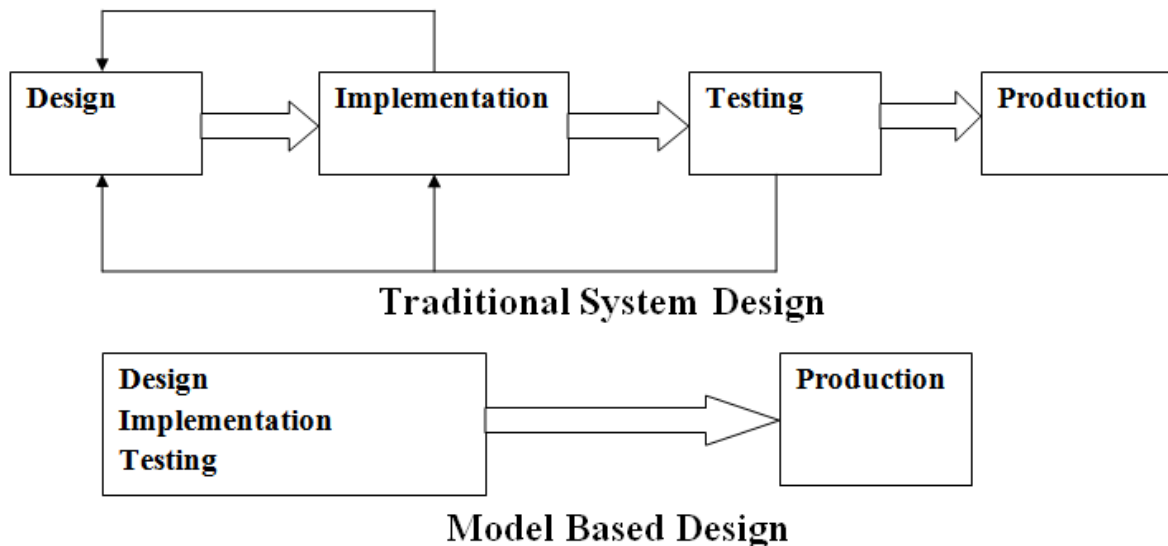 Design
Implementation
Testing
Production
Traditional System Design
Design
Implementation
Testing
Production
Model Based Design